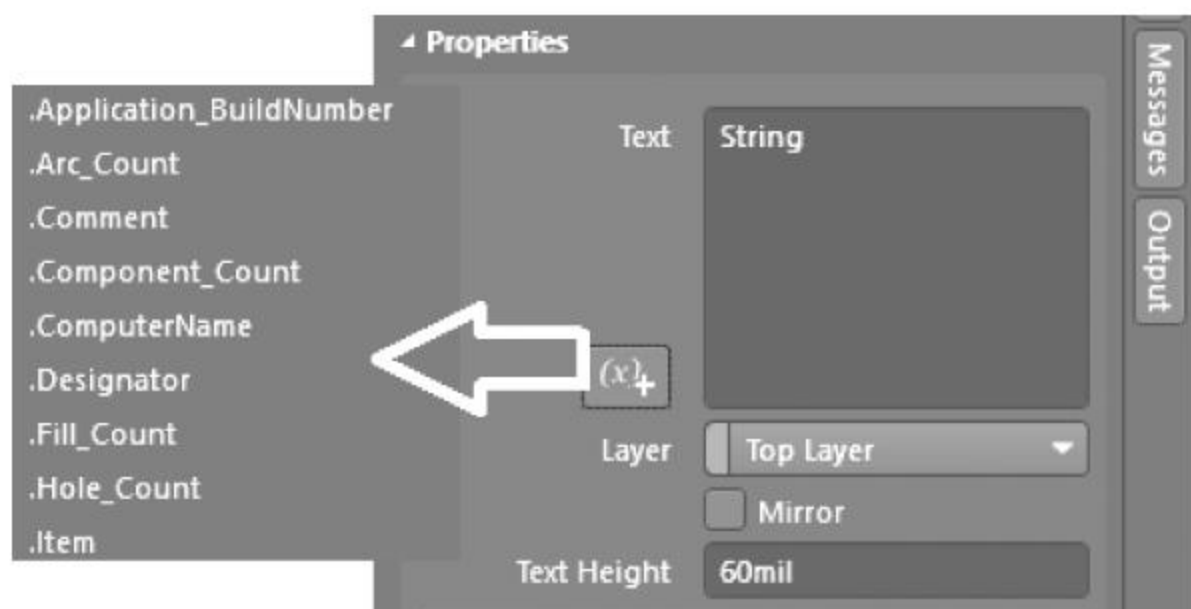 Properties
.Application_BuildNumber
.Arc_Count
.Comment
.Component_Count
.ComputerName
.Designator
.Fill_Count
.Hole_Count
.Item
Text
String
(x)+
Layer
Top Layer
Mirror
Text Height
60mil
Messages
Output